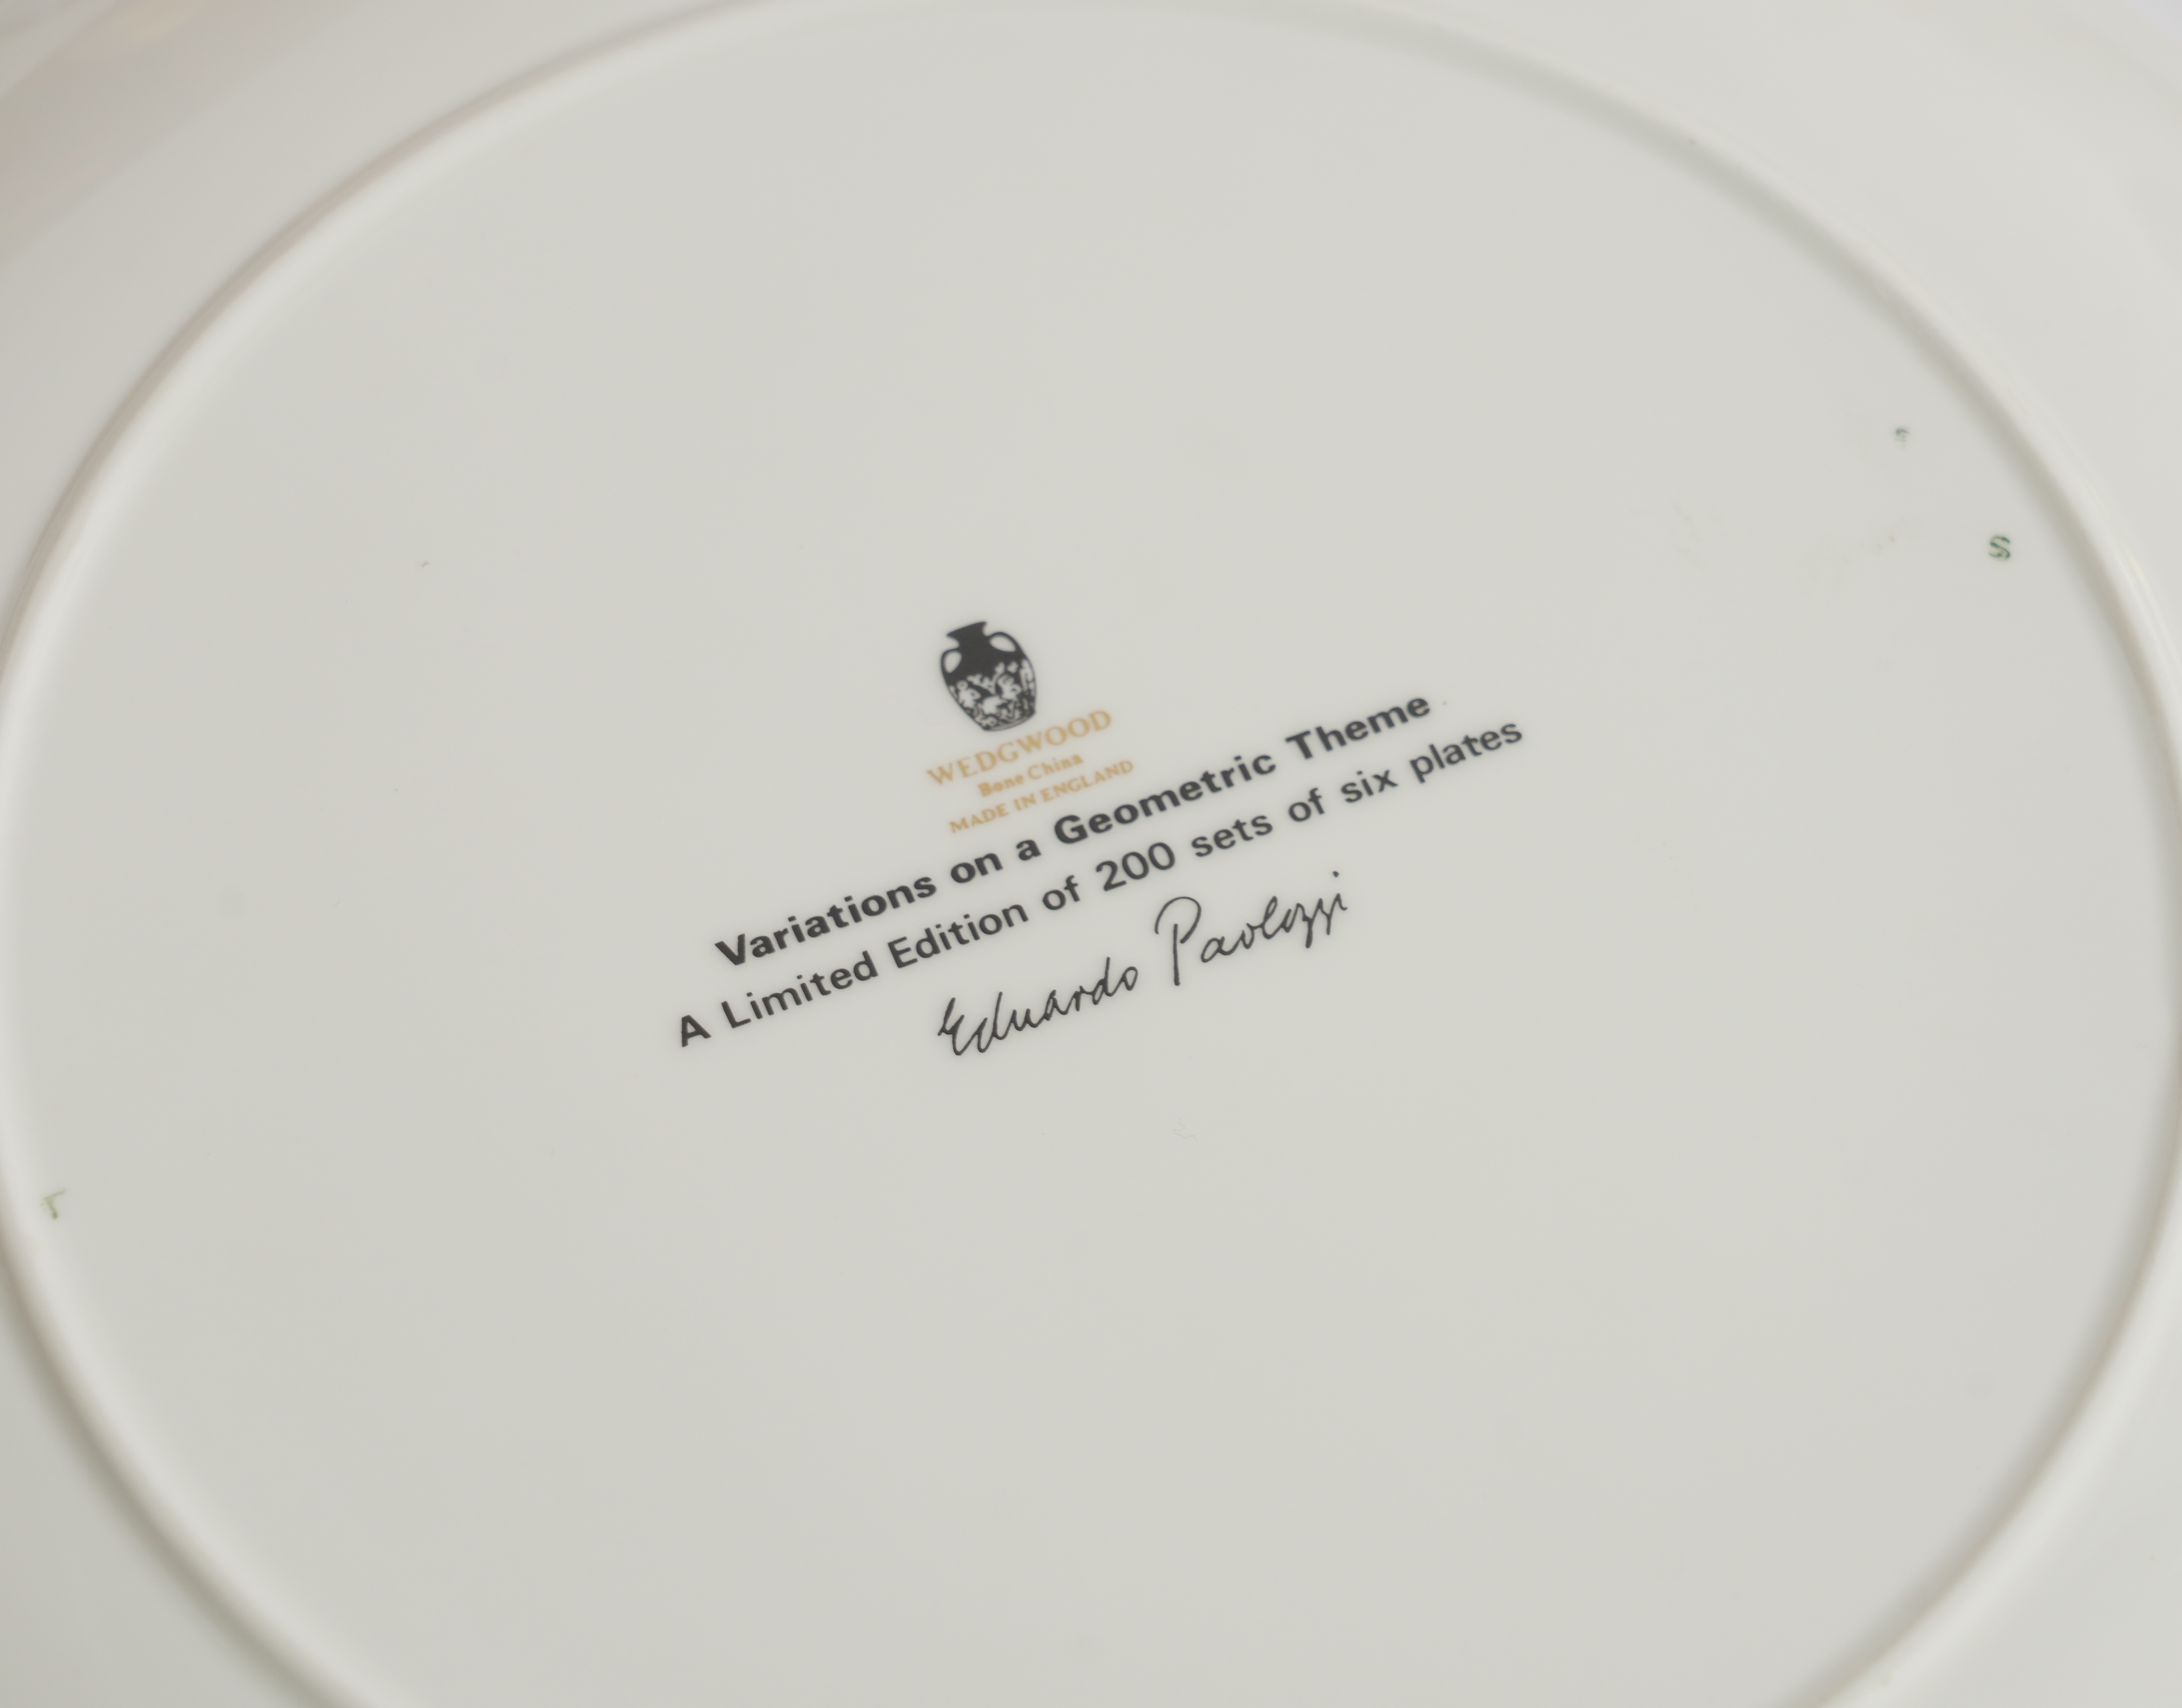 WEDGWOOD
Bone China
MADE IN ENGLAND
Variations on a Geometric Theme
A Limited Edition of 200 sets of six plates
Eduardo Paolozzi
S
T